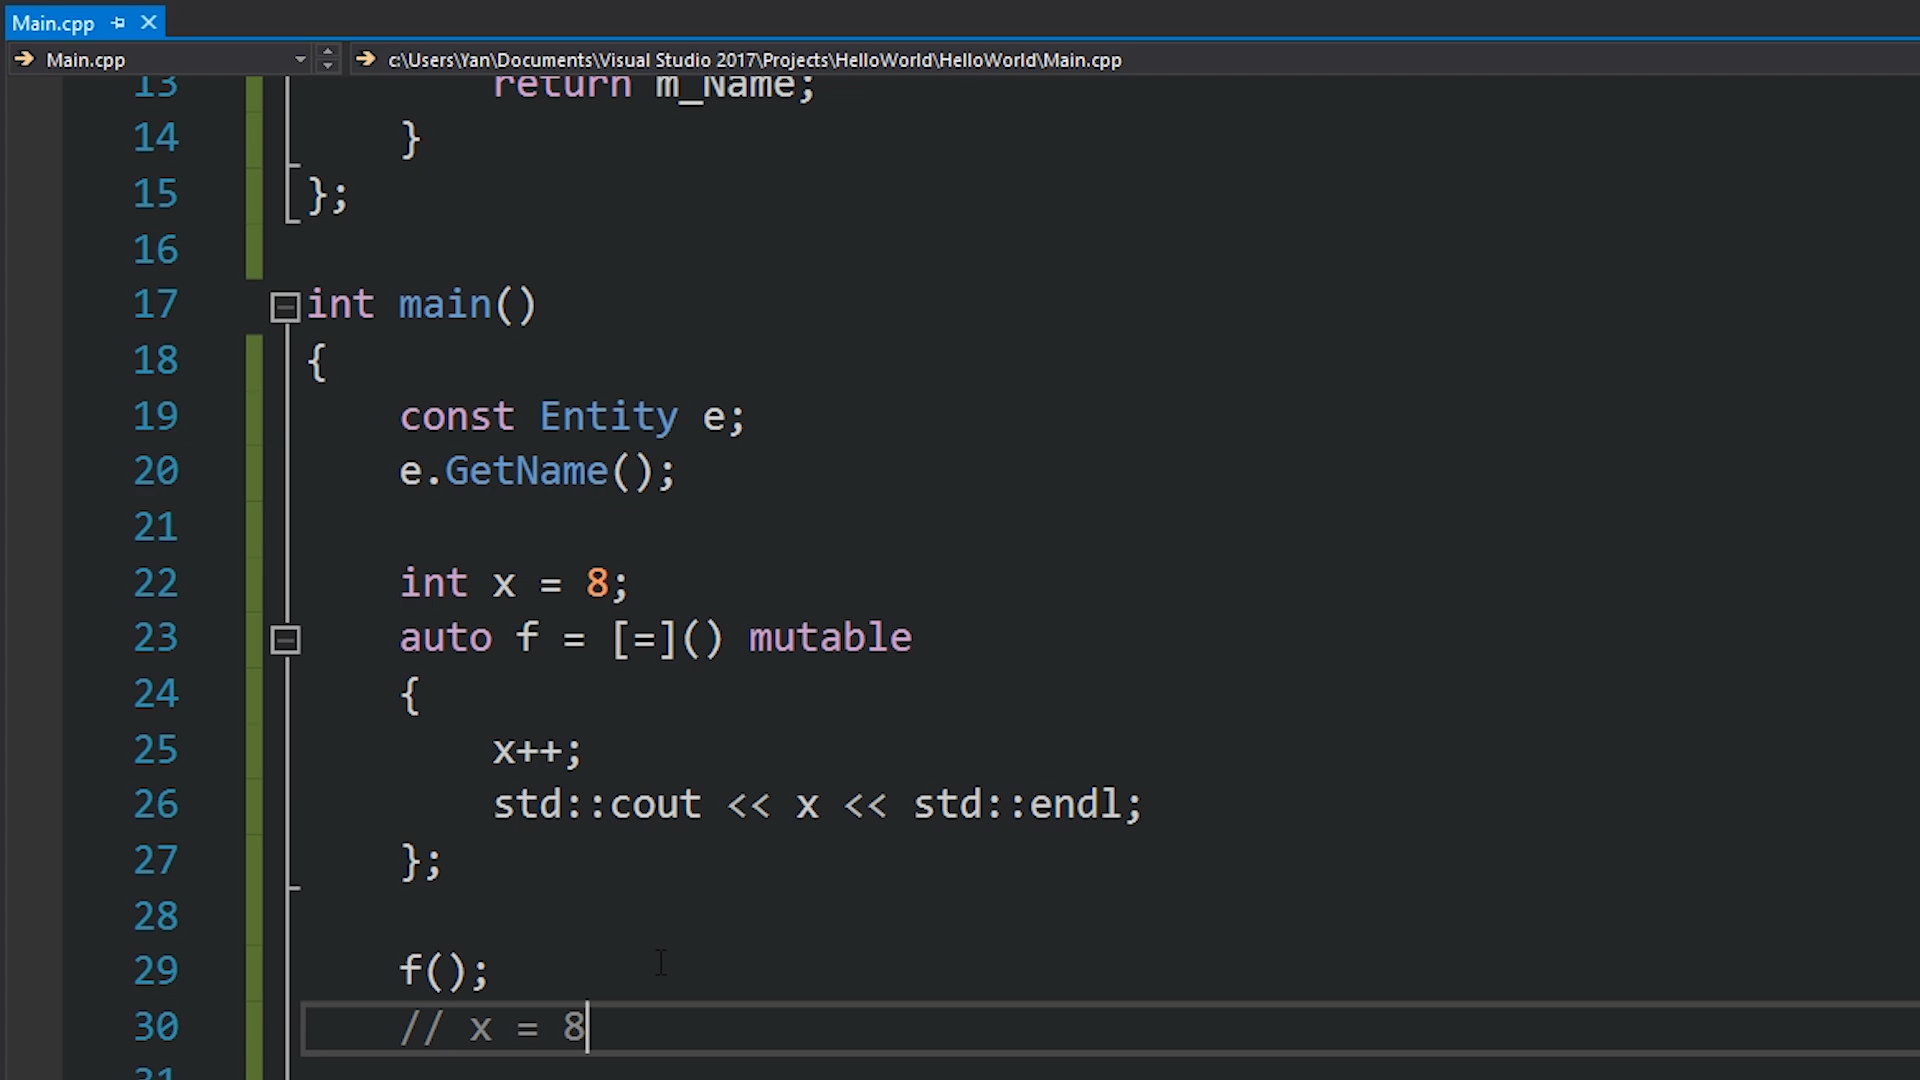 Main.cpp
Main.cpp c:\Users\Yan\Documents\Visual Studio 2017\Projects\HelloWorld\HelloWorld\Main.cpp
13 return m_Name;
14 }
15 };
16
17 int main()
18 {
19 const Entity e;
20 e.GetName();
21
22 int x = 8;
23 auto f = [=]() mutable
24 {
25 x++;
26 std::cout << x << std::endl;
27 };
28
29 f();
30 // x = 8
31